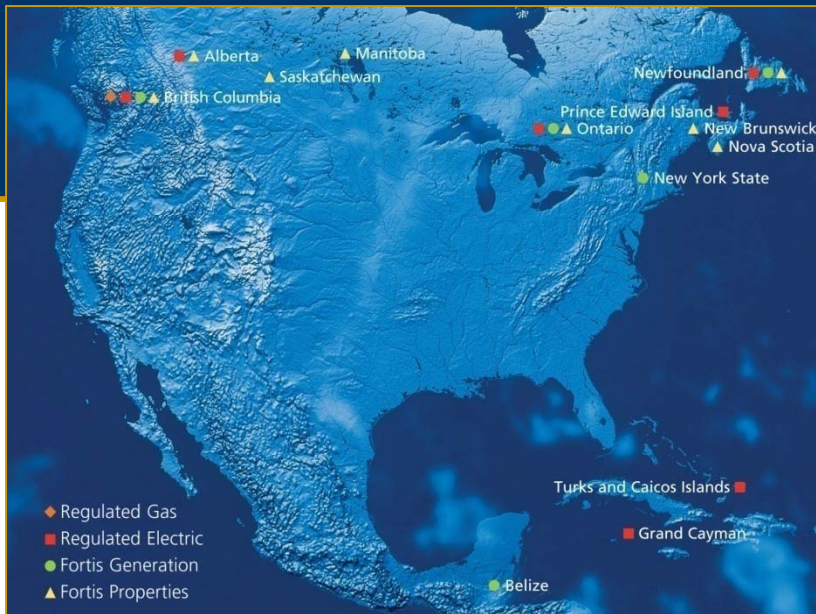 Alberta
Manitoba
Saskatchewan
British Columbia
Newfoundland
Prince Edward Island
Ontario
New Brunswick
Nova Scotia
New York State
Turks and Caicos Islands
Grand Cayman
Belize
Regulated Gas
Regulated Electric
Fortis Generation
Fortis Properties